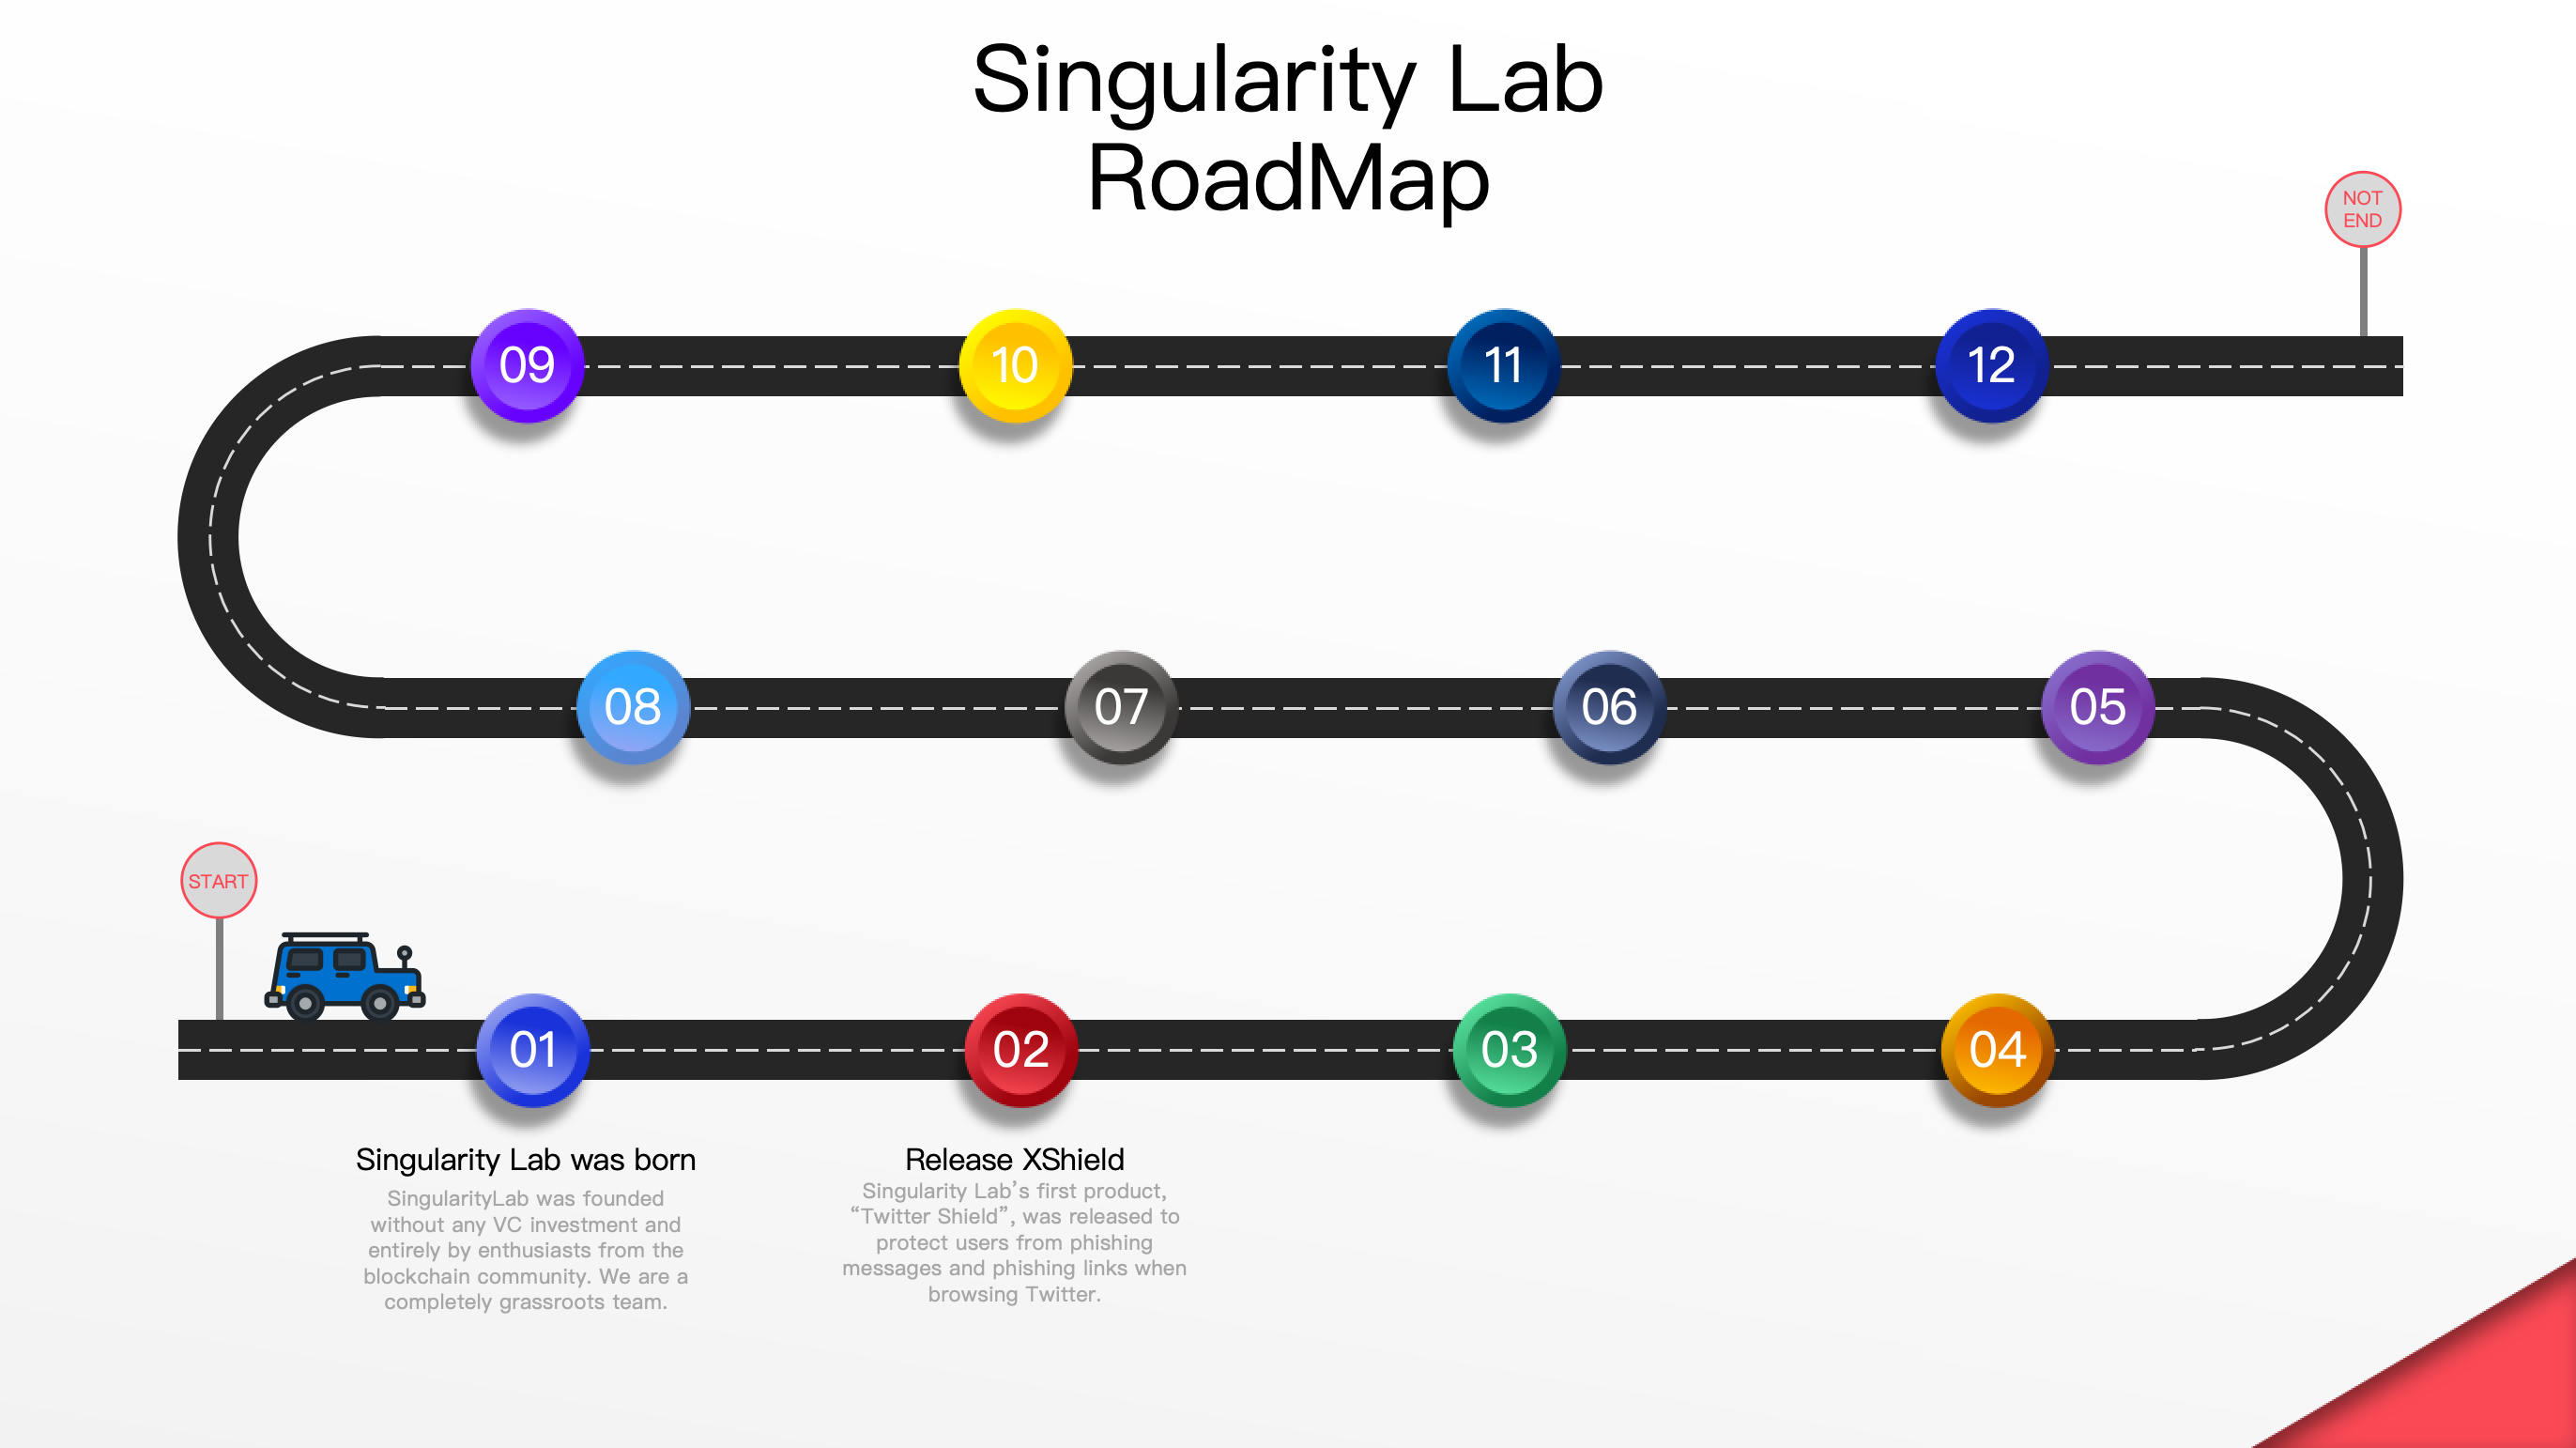 Singularity Lab
RoadMap
NOT
END
09
10
11
12
08
07
06
05
START
01
02
03
04
Singularity Lab was born
SingularityLab was founded
without any VC investment and
entirely by enthusiasts from the
blockchain community. We are a
completely grassroots team.
Release XShield
Singularity Lab’s first product,
“Twitter Shield”, was released to
protect users from phishing
messages and phishing links when
browsing Twitter.